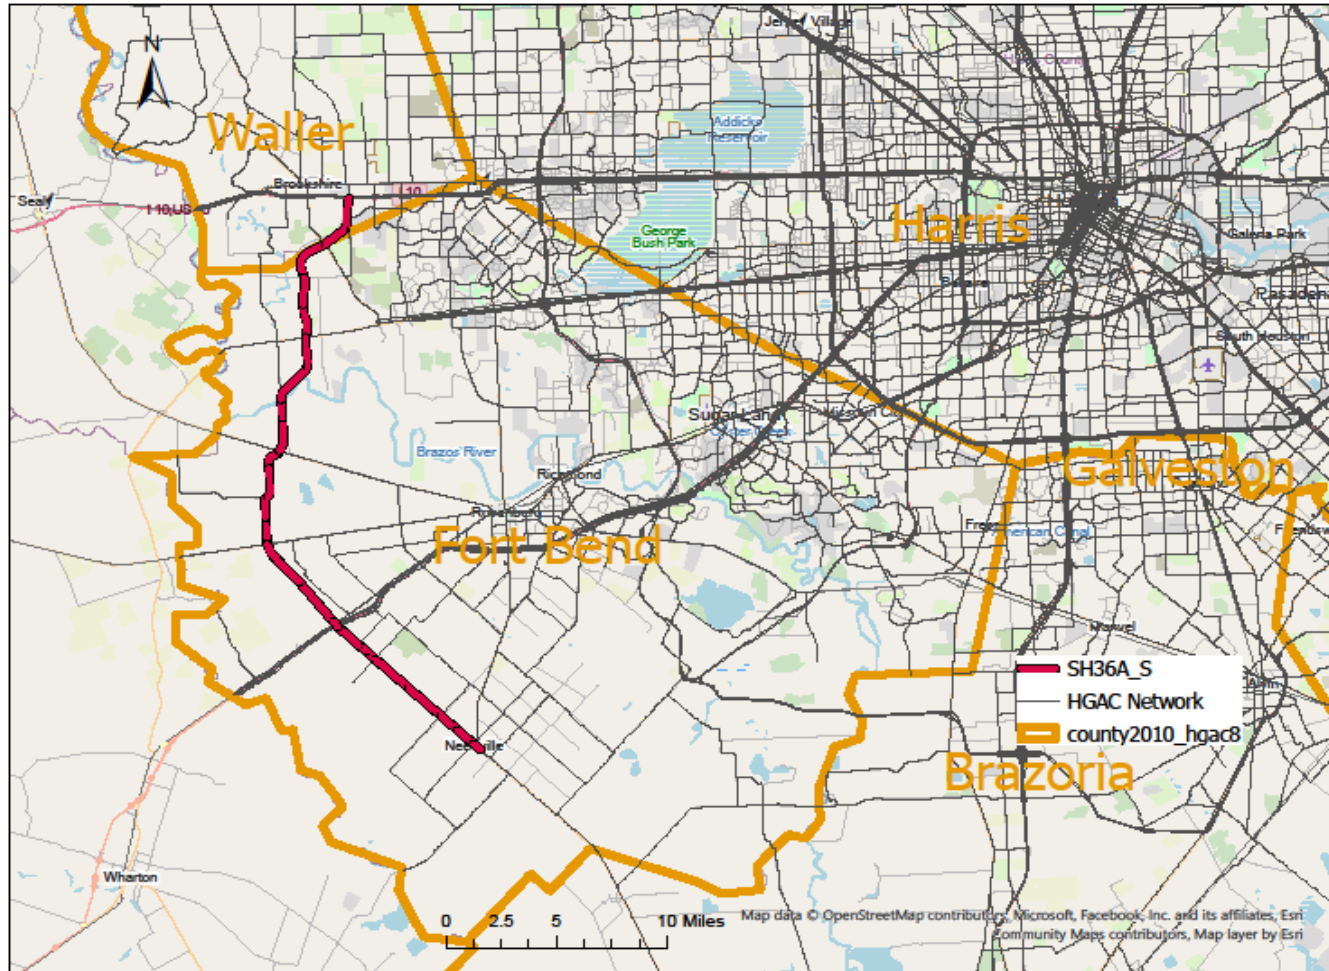 Jersey Village
N
Addicks
Reservoir
Waller
Brookshire
I 10
Sealy
I 10;US
Harris
George
Bush Park
Galena Park
Bellaire
Pasadena
South Houston
Sugar Land
Missouri City
Oyster Creek
Brazos River
Richmond
Galveston
Rosenberg
Fort Bend
American Canal
Manvel
SH36A_S
HGAC Network
county2010_hgac8
Needville
Brazoria
Wharton
0 2.5 5 10 Miles
Map data © OpenStreetMap contributors, Microsoft, Facebook, Inc. and its affiliates, Esri
Community Maps contributors, Map layer by Esri